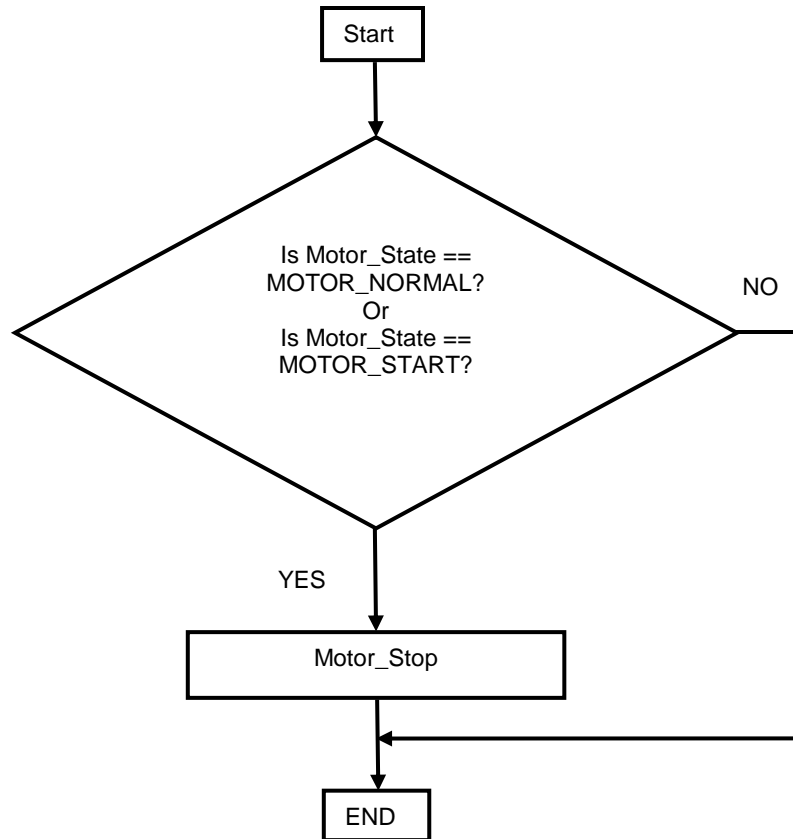 Start
Is Motor_State ==
MOTOR_NORMAL?
Or
Is Motor_State ==
MOTOR_START?
NO
YES
Motor_Stop
END